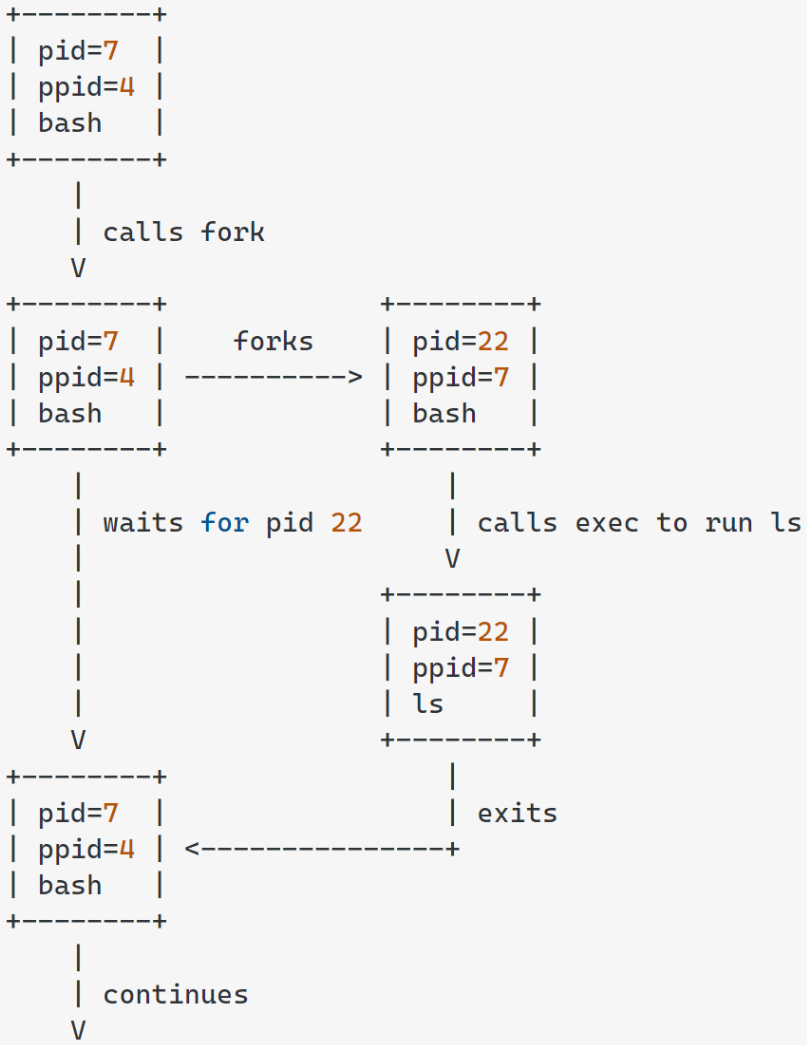 +--------+
| pid=7  |
| ppid=4 |
| bash   |
+--------+
    |
    | calls fork
    V
+--------+             +--------+
| pid=7  |    forks    | pid=22 |
| ppid=4 | ----------> | ppid=7 |
| bash   |             | bash   |
+--------+             +--------+
    |                      |
    | waits for pid 22     | calls exec to run ls
    |                      V
    |                  +--------+
    |                  | pid=22 |
    |                  | ppid=7 |
    |                  | ls     |
    V                  +--------+
+--------+                 |
| pid=7  |                 | exits
| ppid=4 | <---------------+
| bash   |
+--------+
    |
    | continues
    V